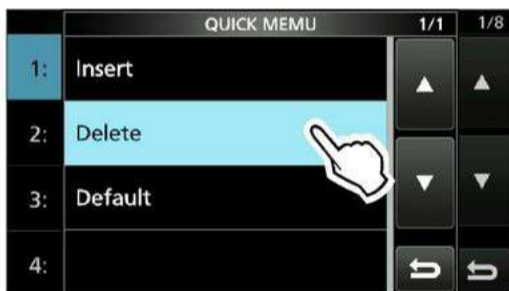 QUICK MEMU 1/1 1/8
1: Insert
2: Delete
3: Default
4: